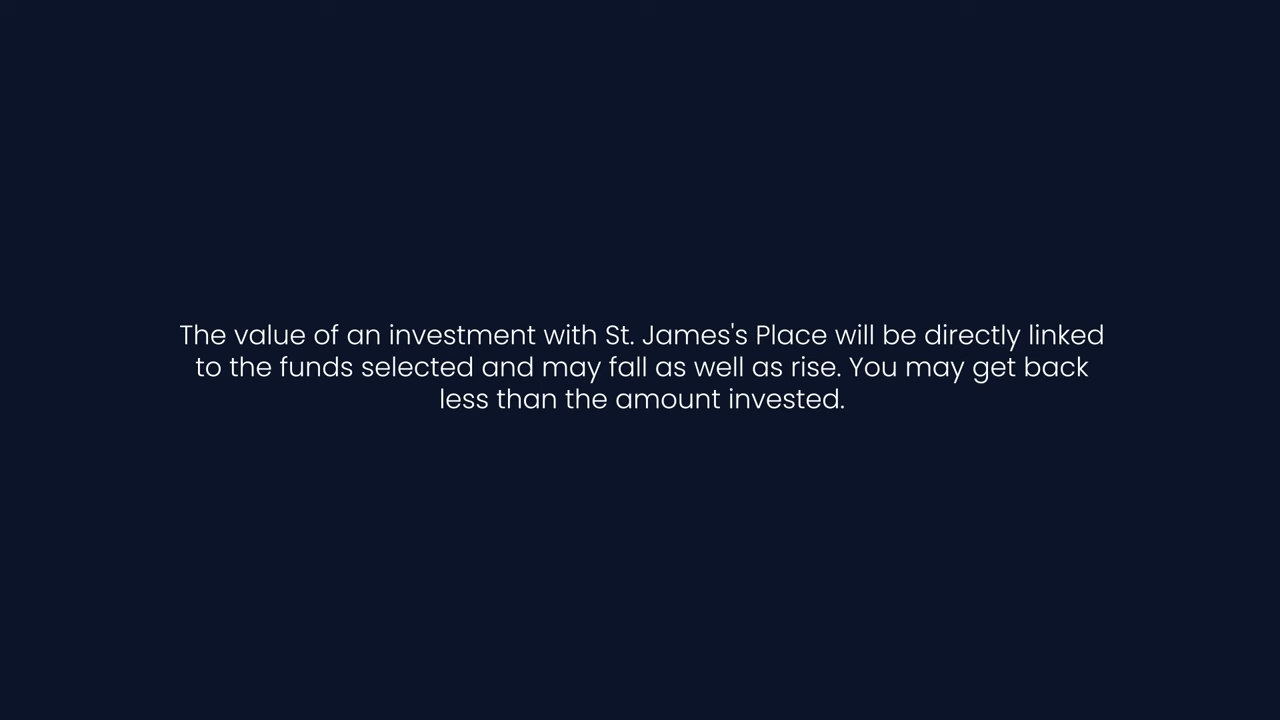 The value of an investment with St. James's Place will be directly linked
to the funds selected and may fall as well as rise. You may get back
less than the amount invested.